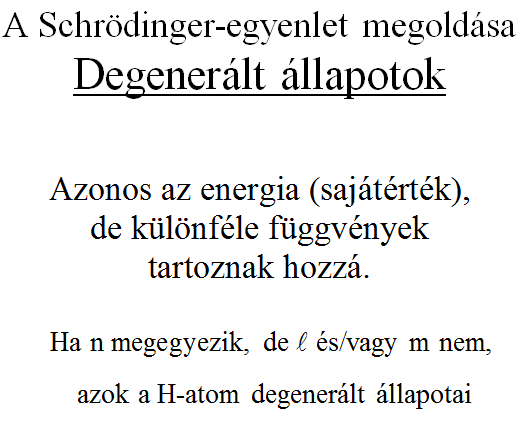 A Schrödinger-egyenlet megoldása
Degenerált állapotok
Azonos az energia (sajátérték),
de különféle függvények
tartoznak hozzá.
Ha n megegyezik, de ℓ és/vagy m nem,
azok a H-atom degenerált állapotai